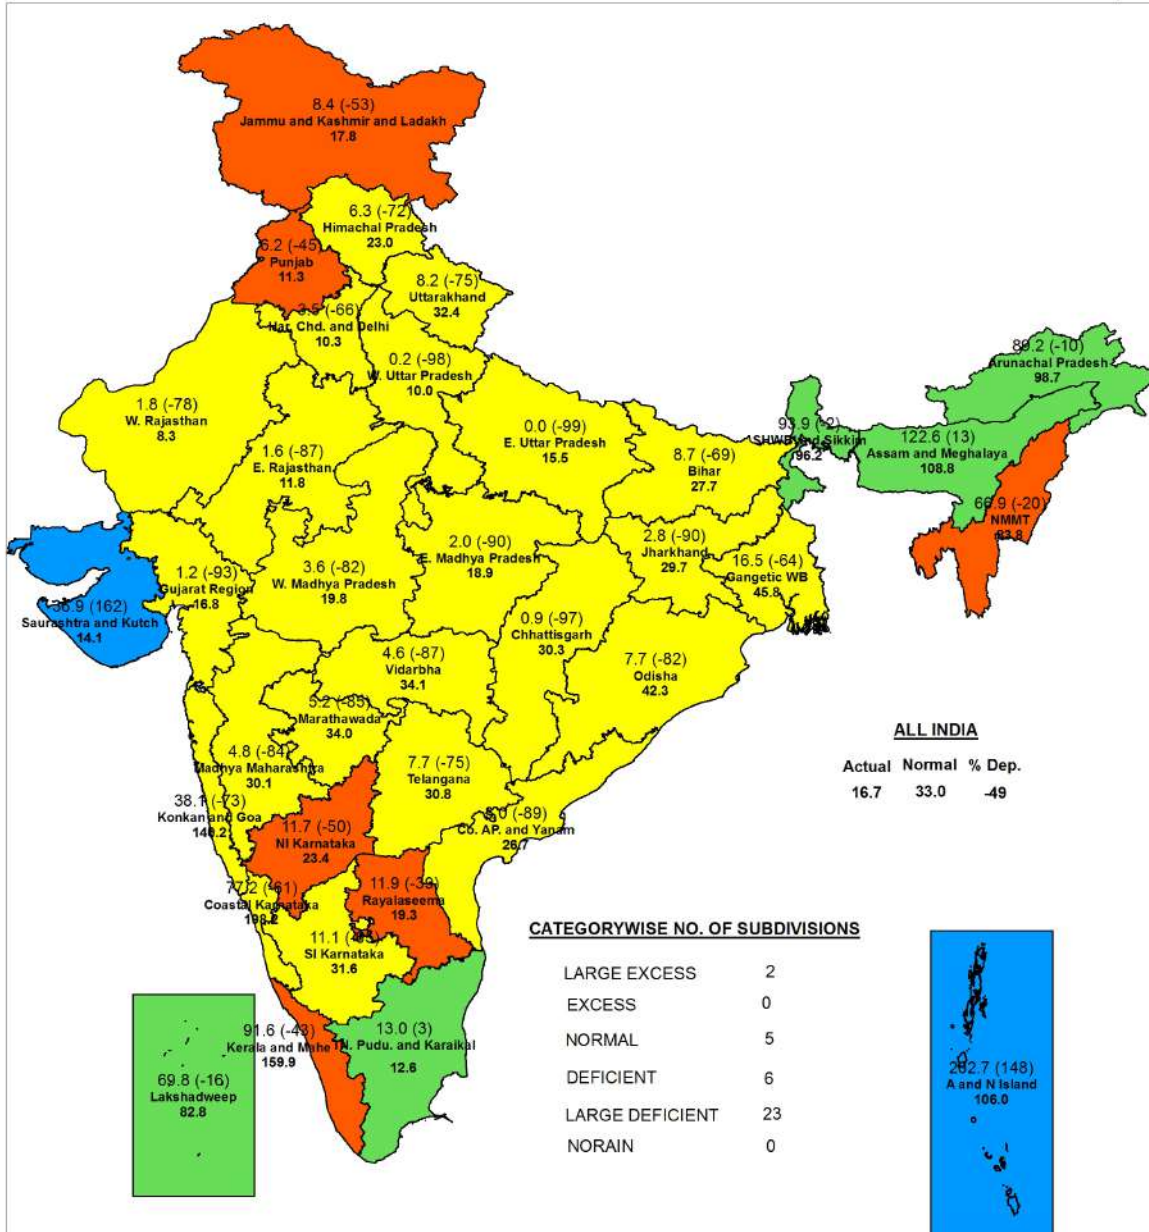 8.4 (-53)
Jammu and Kashmir and Ladakh
17.8
6.3 (-72)
Himachal Pradesh
23.0
6.2 (-45)
Punjab
11.3
8.2 (-75)
Uttarakhand
32.4
3.5 (-66)
Har. Chd. and Delhi
10.3
0.2 (-98)
W. Uttar Pradesh
10.0
89.2 (-10)
Arunachal Pradesh
98.7
1.8 (-78)
W. Rajasthan
8.3
0.0 (-99)
E. Uttar Pradesh
15.5
93.9 (-2)
SHWB and Sikkim
96.2
122.6 (13)
Assam and Meghalaya
108.8
1.6 (-87)
E. Rajasthan
11.8
8.7 (-69)
Bihar
27.7
66.9 (-20)
NMMT
83.8
2.0 (-90)
E. Madhya Pradesh
18.9
2.8 (-90)
Jharkhand
29.7
16.5 (-64)
Gangetic WB
45.8
3.6 (-82)
W. Madhya Pradesh
19.8
1.2 (-93)
Gujarat Region
16.8
36.9 (162)
Saurashtra and Kutch
14.1
0.9 (-97)
Chhattisgarh
30.3
4.6 (-87)
Vidarbha
34.1
7.7 (-82)
Odisha
42.3
5.2 (-85)
Marathawada
34.0
4.8 (-84)
Madhya Maharashtra
30.1
7.7 (-75)
Telangana
30.8
38.1 (-73)
Konkan and Goa
140.2
(-89)
Co. AP. and Yanam
26.7
11.7 (-50)
NI Karnataka
23.4
77.2 (-61)
Coastal Karnataka
198.2
11.9 (-39)
Rayalaseema
19.3
11.1
SI Karnataka
31.6
91.6 (-43)
Kerala and Mahe
159.9
13.0 (3)
TN. Pudu. and Karaikal
12.6
69.8 (-16)
Lakshadweep
82.8
262.7 (148)
A and N Island
106.0
ALL INDIA
Actual Normal % Dep.
16.7 33.0 -49
CATEGORYWISE NO. OF SUBDIVISIONS
LARGE EXCESS 2
EXCESS 0
NORMAL 5
DEFICIENT 6
LARGE DEFICIENT 23
NORAIN 0